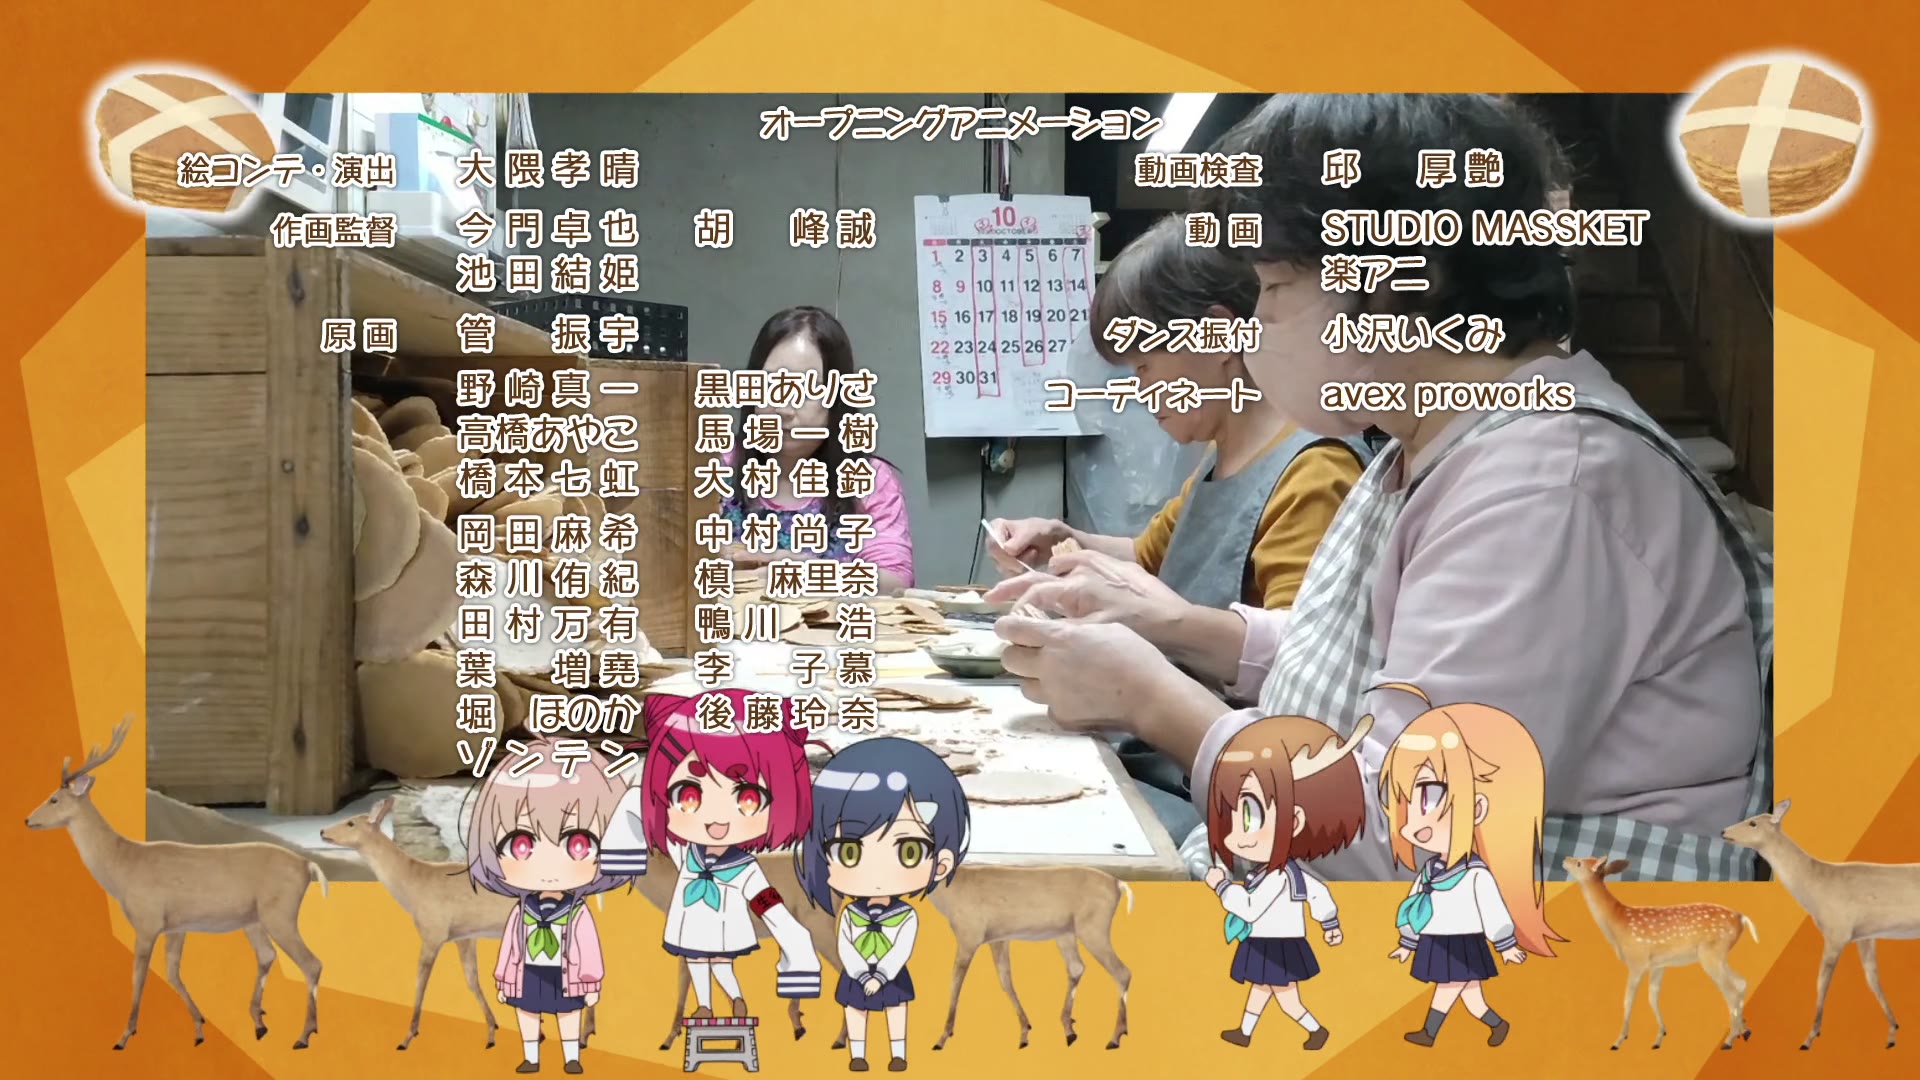 オープニングアニメーション
絵コンテ・演出 大隈孝晴
作画監督 今門卓也 胡 峰誠
池田結姫
原画 管 振宇
野崎真一 黒田ありさ
高橋あやこ 馬場一樹
橋本七虹 大村佳鈴
岡田麻希 中村尚子
森川侑紀 槙 麻里奈
田村万有 鴨川 浩
葉 増堯 李 子慕
堀 ほのか 後藤玲奈
ゾンテン
動画検査 邱 厚艶
動画 STUDIO MASSKET
楽アニ
ダンス振付 小沢いくみ
コーディネート avex proworks
10
OCTOBER
1 2 3 4 5 6 7
8 9 10 11 12 13 14
15 16 17 18 19 20 21
22 23 24 25 26 27
29 30 31